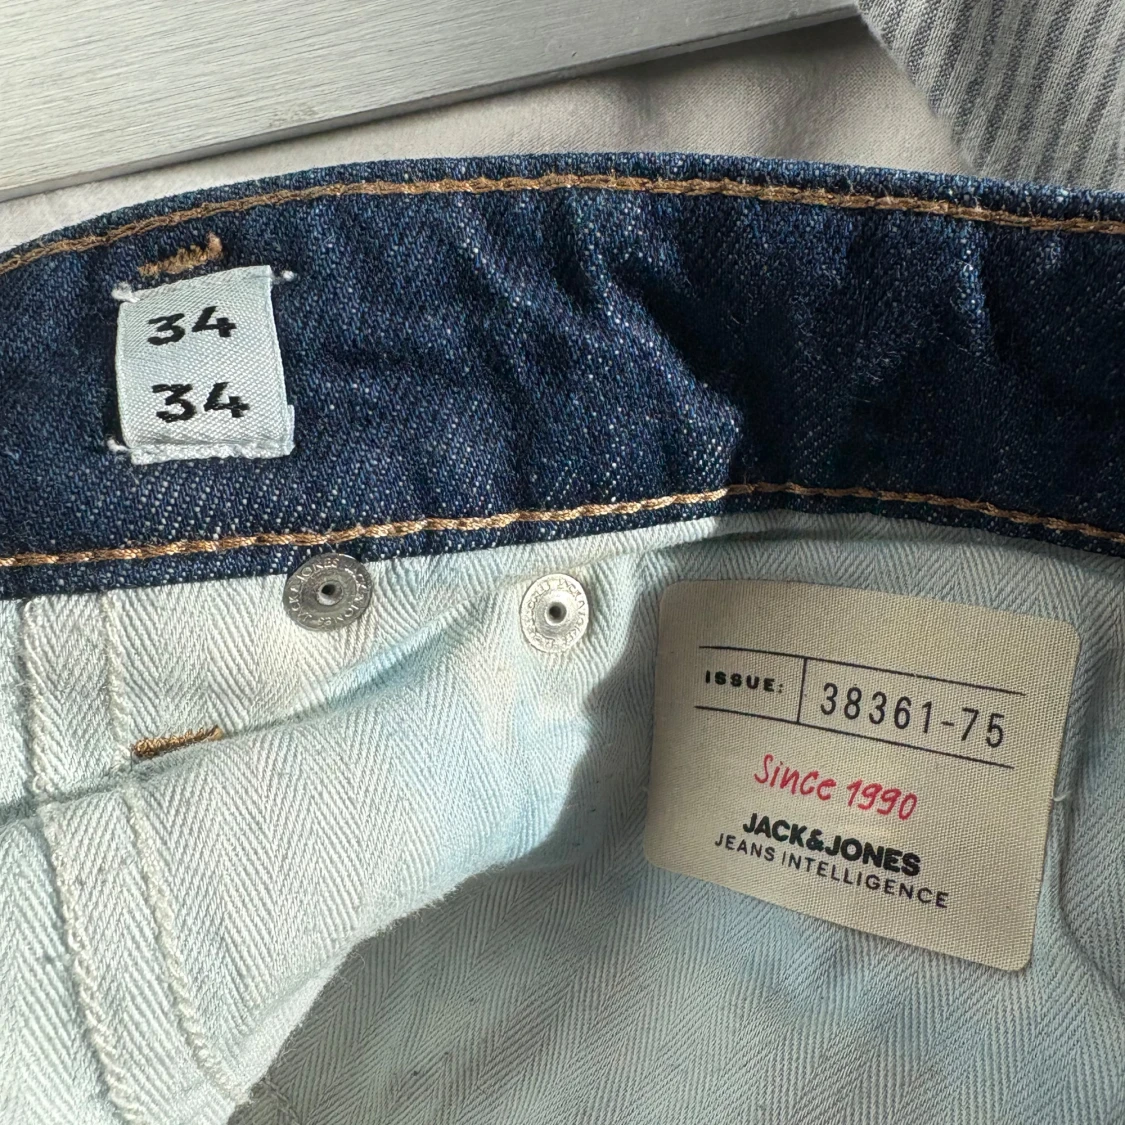 34
34
ISSUE: 38361-75
Since 1990
JACK&JONES
JEANS INTELLIGENCE